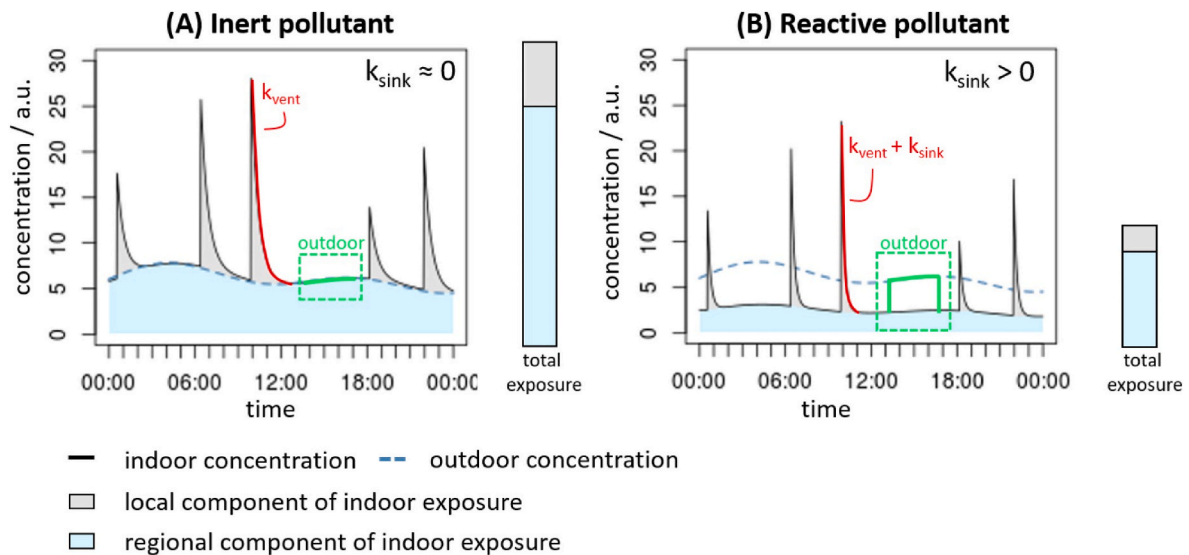 (A) Inert pollutant
k_sink ≈ 0
k_vent
outdoor
concentration / a.u.
30
25
20
15
10
5
0
00:00 06:00 12:00 18:00 00:00
time
total
exposure
(B) Reactive pollutant
k_sink > 0
k_vent + k_sink
outdoor
concentration / a.u.
30
25
20
15
10
5
0
00:00 06:00 12:00 18:00 00:00
time
total
exposure
indoor concentration outdoor concentration
local component of indoor exposure
regional component of indoor exposure